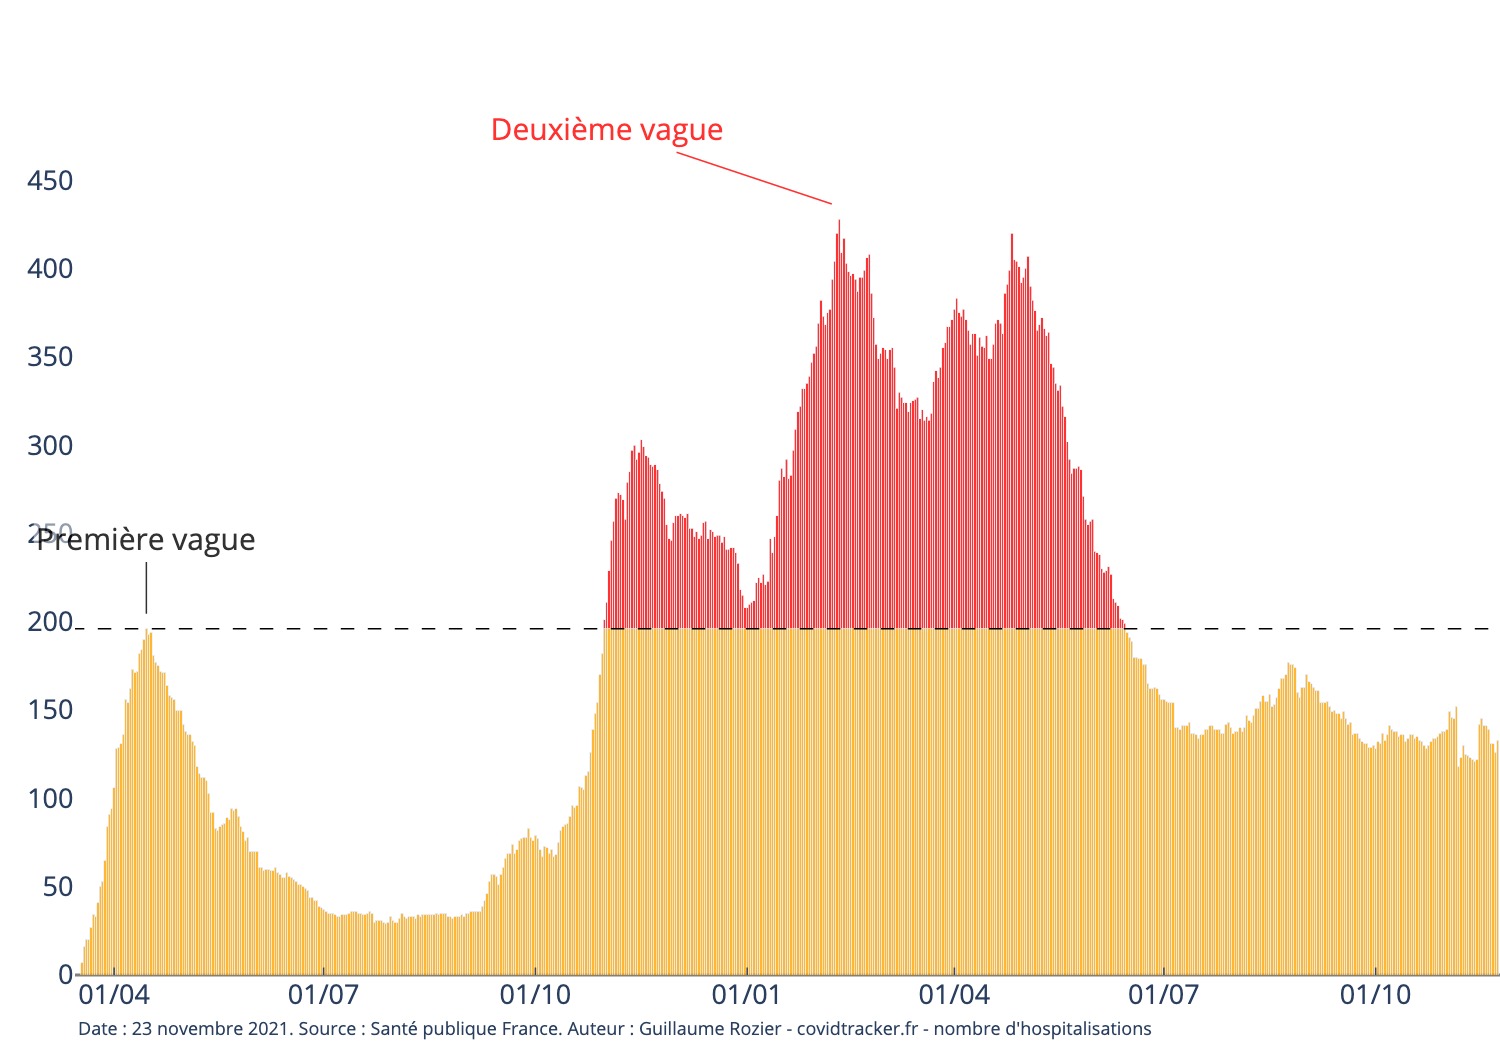 Deuxième vague
450
400
350
300
250
Première vague
200
150
100
50
0
01/04 01/07 01/10 01/01 01/04 01/07 01/10
Date : 23 novembre 2021. Source : Santé publique France. Auteur : Guillaume Rozier - covidtracker.fr - nombre d'hospitalisations